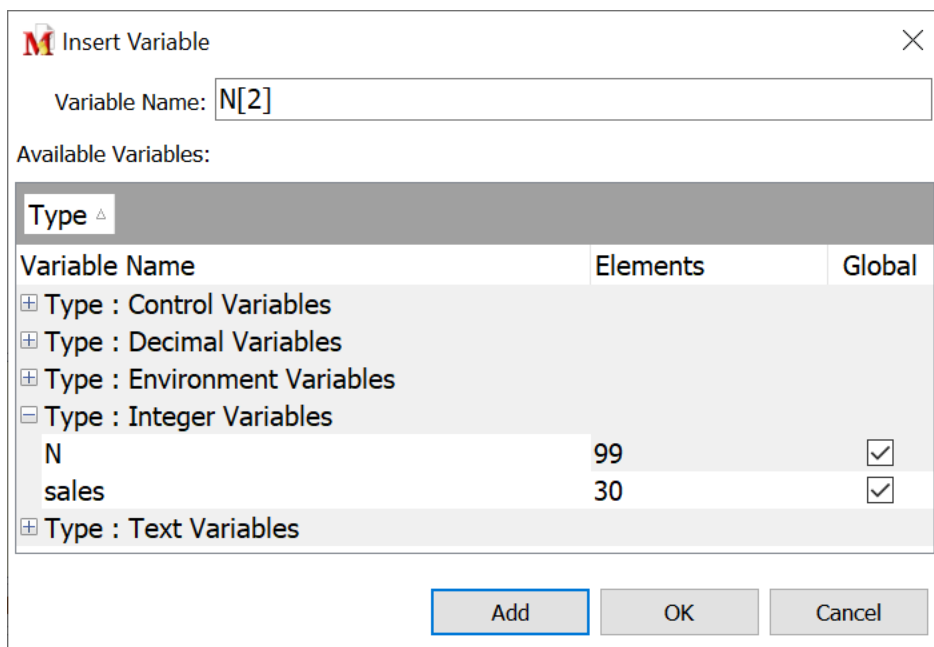 Insert Variable
Variable Name: N[2]
Available Variables:
Type
Variable Name Elements Global
Type : Control Variables
Type : Decimal Variables
Type : Environment Variables
Type : Integer Variables
N 99
sales 30
Type : Text Variables
Add OK Cancel